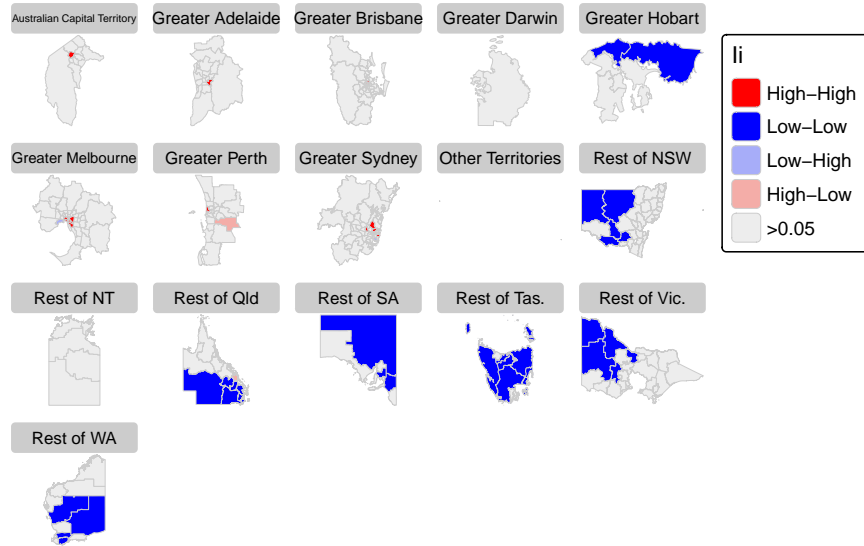 Australian Capital Territory
Greater Adelaide
Greater Brisbane
Greater Darwin
Greater Hobart
Ii
High−High
Low−Low
Low−High
High−Low
>0.05
Greater Melbourne
Greater Perth
Greater Sydney
Other Territories
Rest of NSW
Rest of NT
Rest of Qld
Rest of SA
Rest of Tas.
Rest of Vic.
Rest of WA